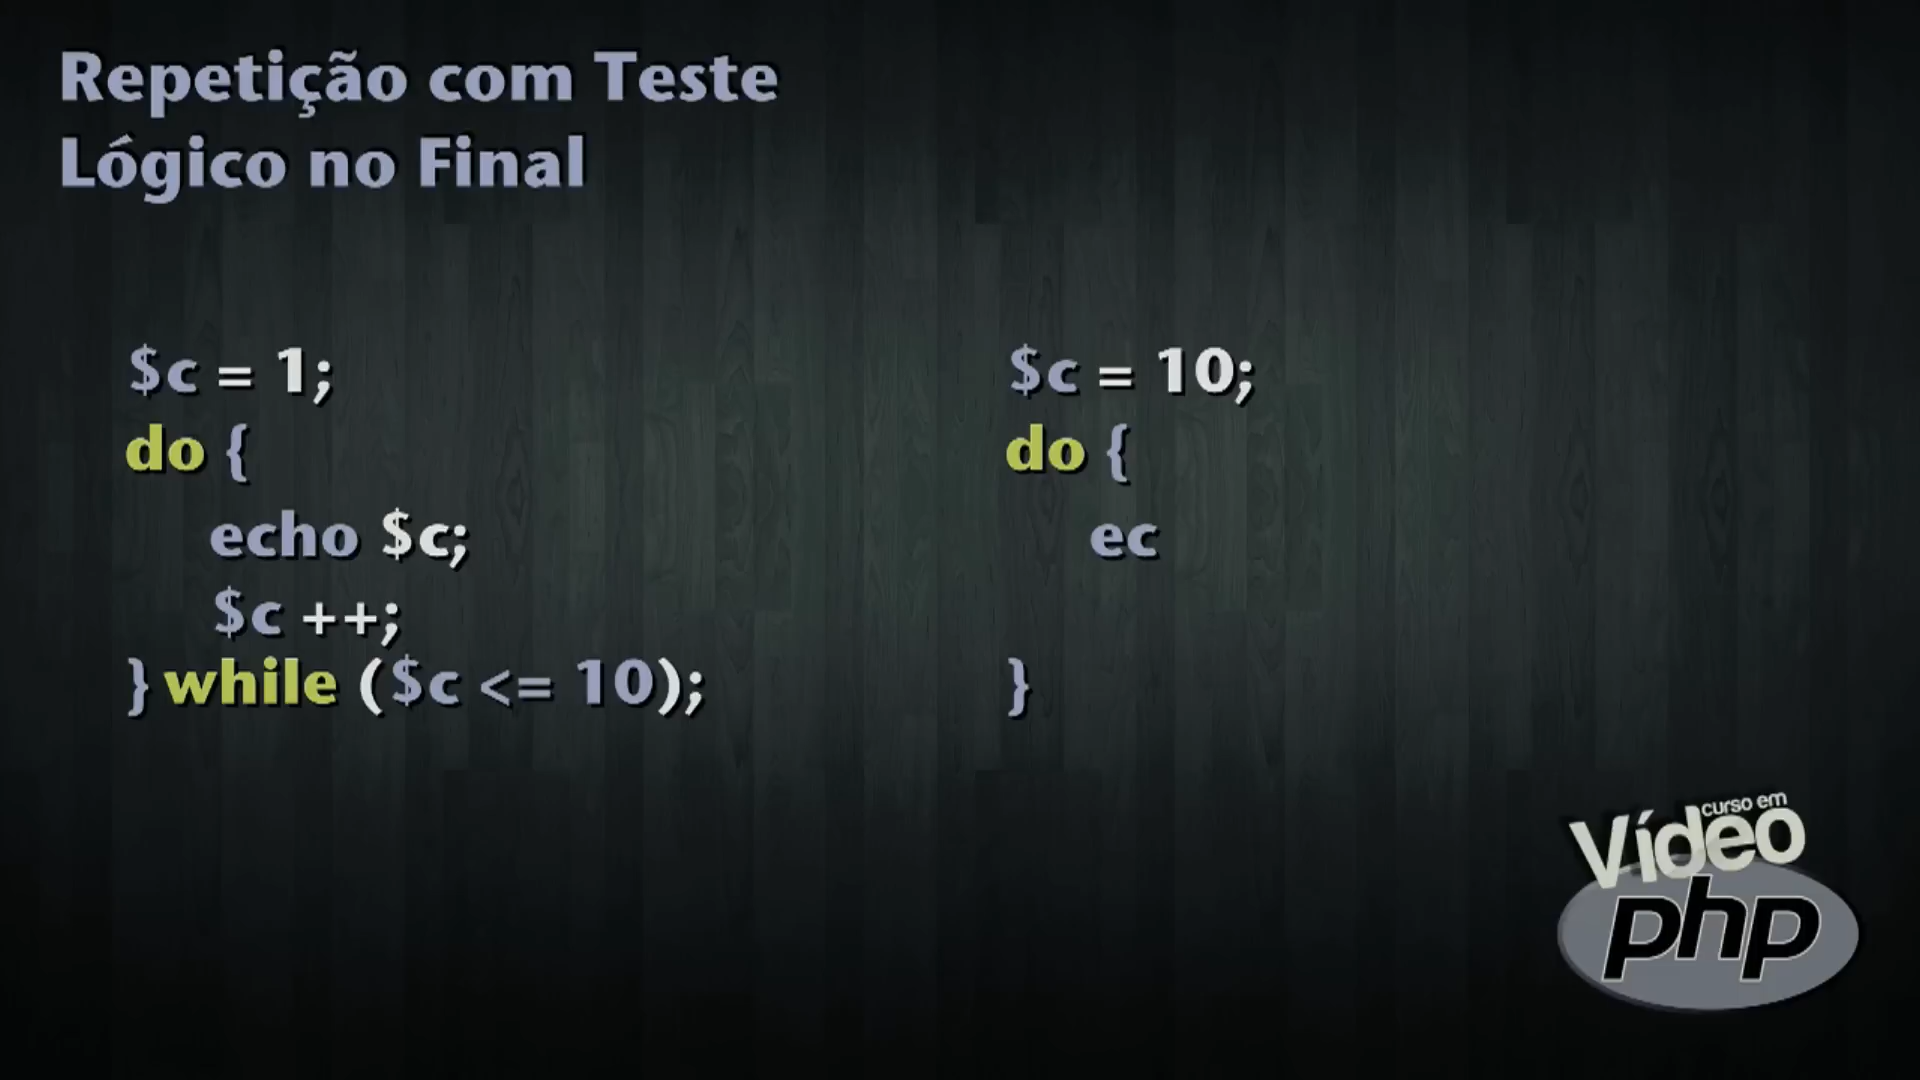 Repetição com Teste
Lógico no Final
$c = 1;
do {
echo $c;
$c ++;
} while ($c <= 10);
$c = 10;
do {
ec
}
curso em
Vídeo
php